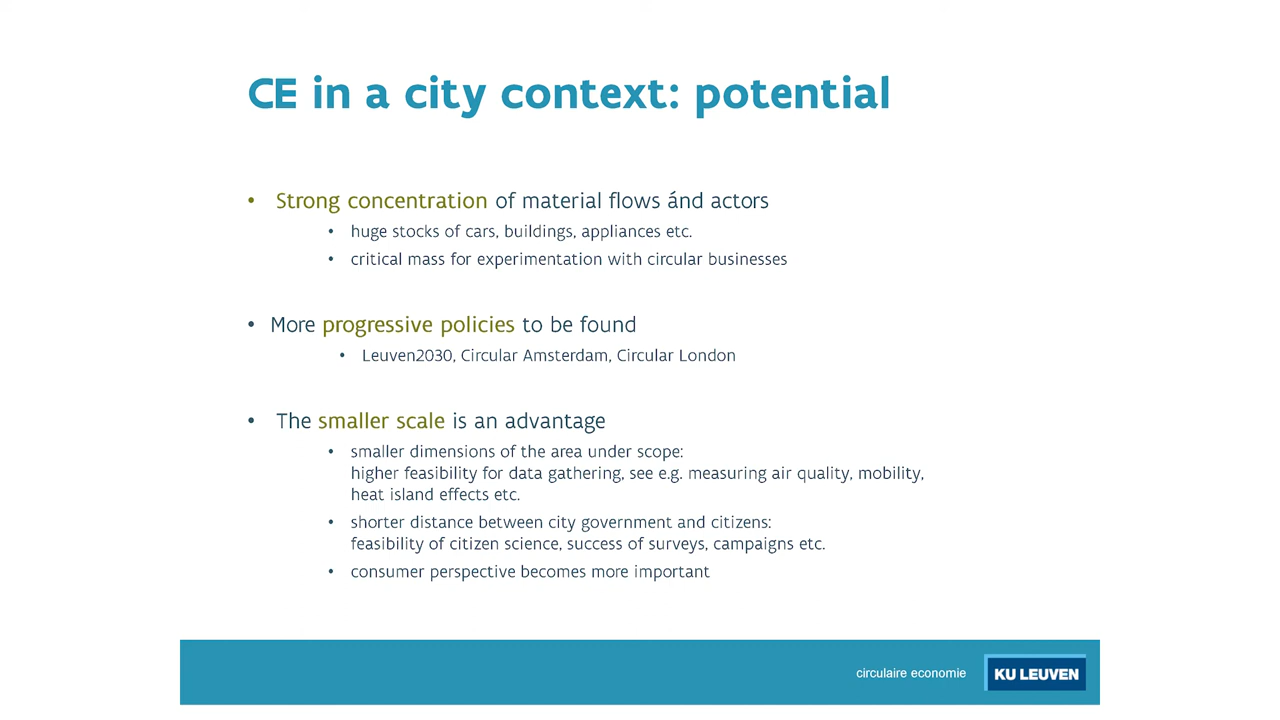 CE in a city context: potential
• Strong concentration of material flows ánd actors
• huge stocks of cars, buildings, appliances etc.
• critical mass for experimentation with circular businesses
• More progressive policies to be found
• Leuven2030, Circular Amsterdam, Circular London
• The smaller scale is an advantage
• smaller dimensions of the area under scope:
higher feasibility for data gathering, see e.g. measuring air quality, mobility,
heat island effects etc.
• shorter distance between city government and citizens:
feasibility of citizen science, success of surveys, campaigns etc.
• consumer perspective becomes more important
circulaire economie
KU LEUVEN